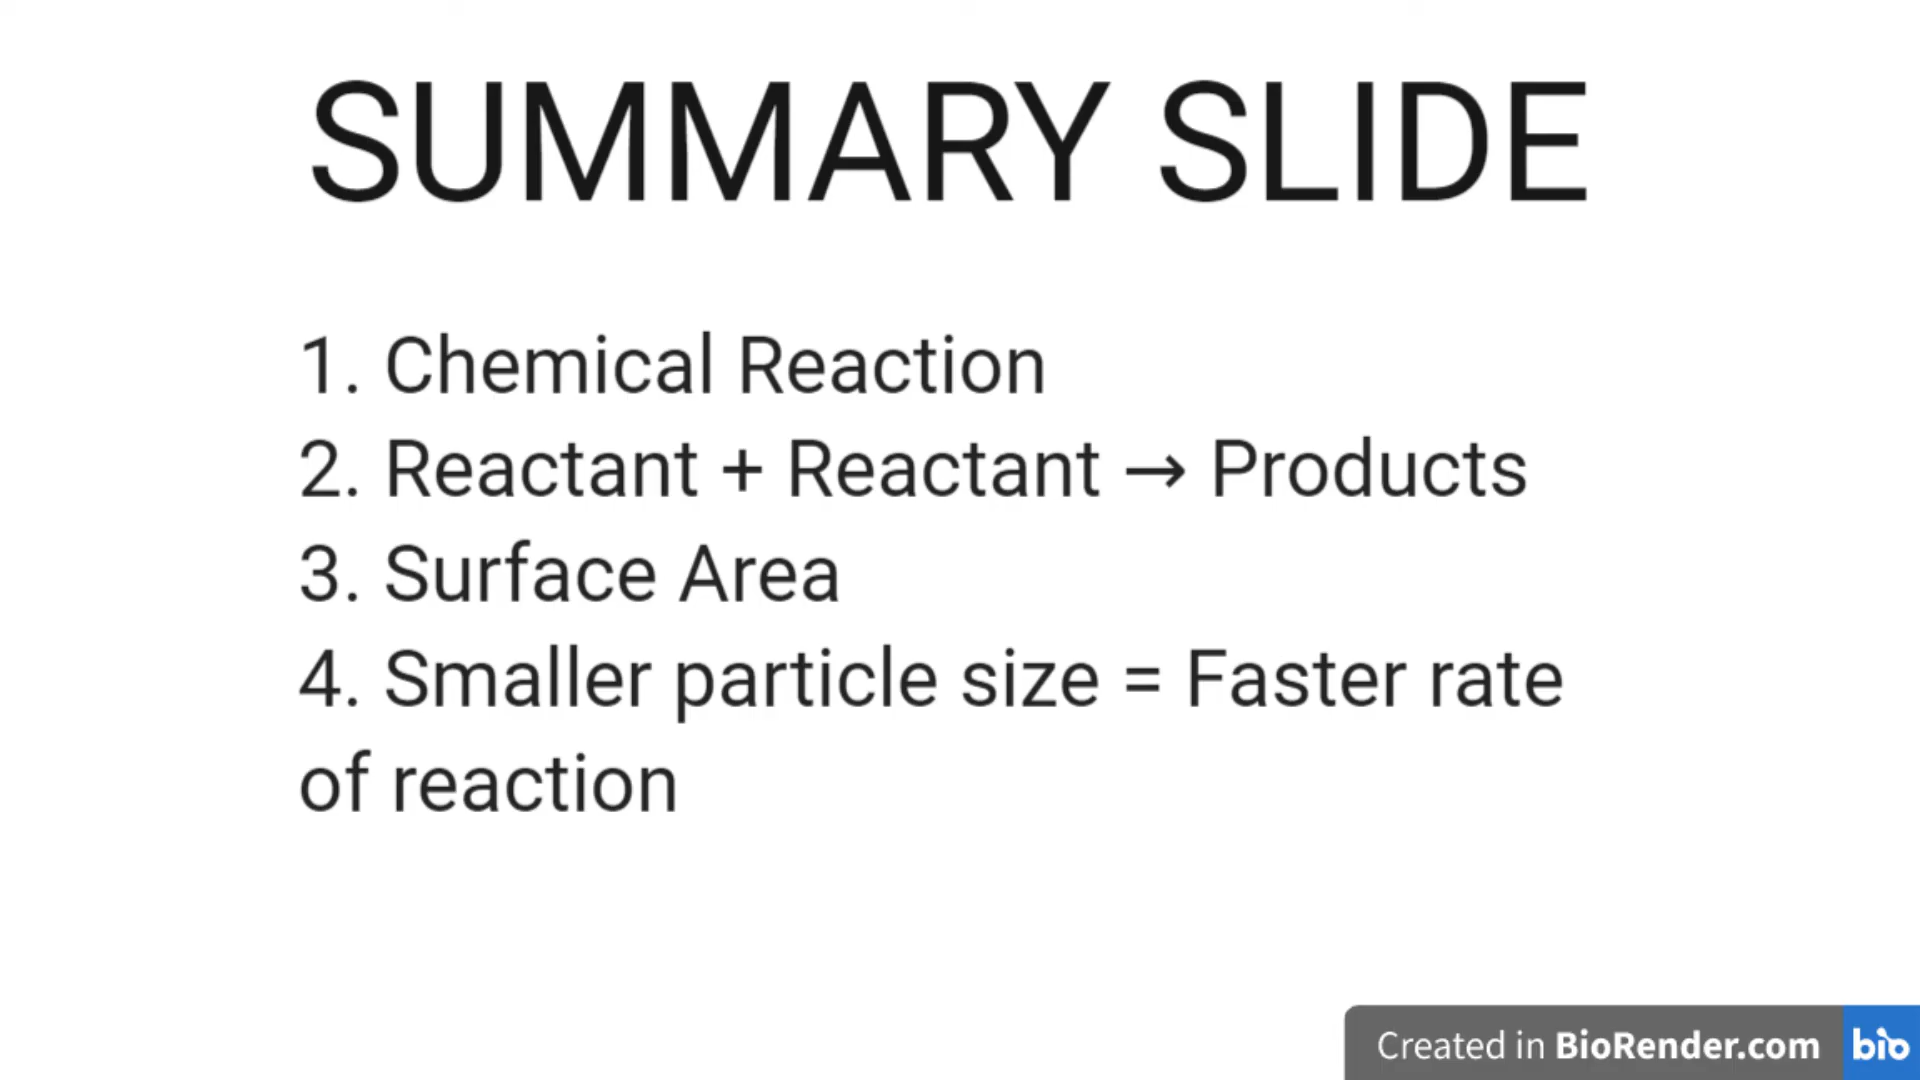 SUMMARY SLIDE
1. Chemical Reaction
2. Reactant + Reactant → Products
3. Surface Area
4. Smaller particle size = Faster rate
of reaction
Created in BioRender.com bio